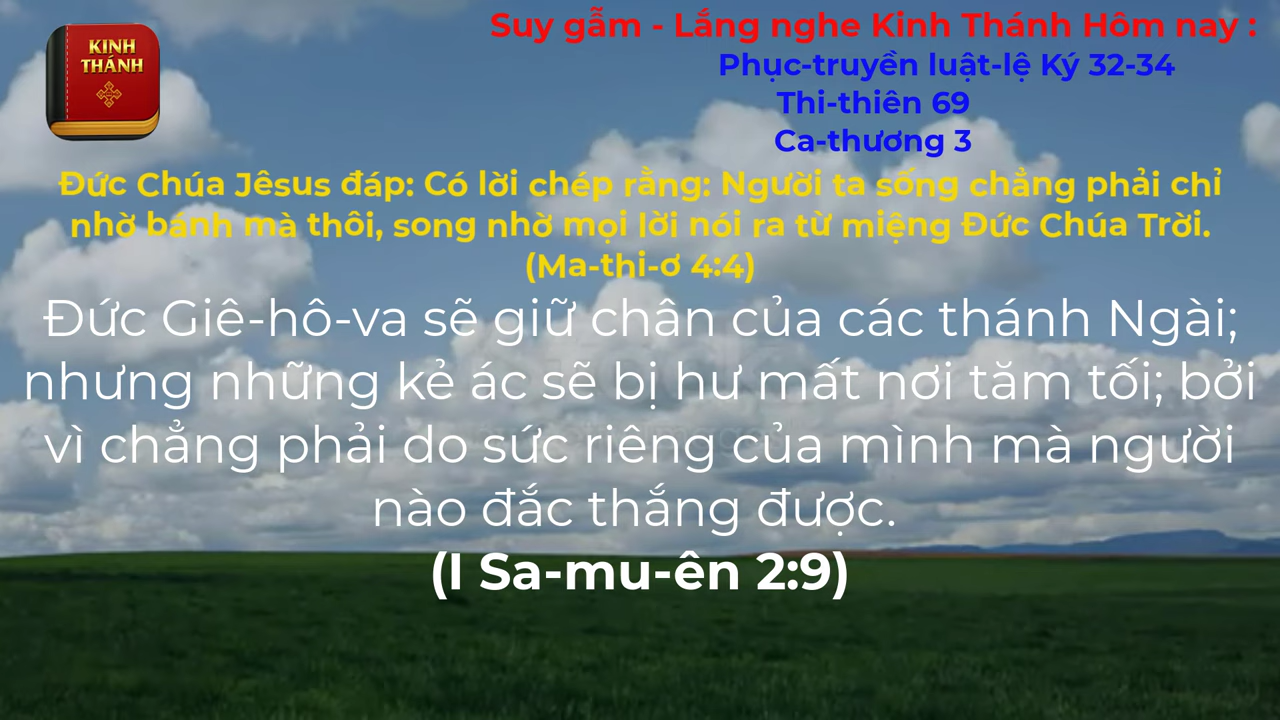 KINH
THÁNH
Suy gẫm - Lắng nghe Kinh Thánh Hôm nay :
Phục-truyền luật-lệ Ký 32-34
Thi-thiên 69
Ca-thương 3
Đức Chúa Jêsus đáp: Có lời chép rằng: Người ta sống chẳng phải chỉ
nhờ bánh mà thôi, song nhờ mọi lời nói ra từ miệng Đức Chúa Trời.
(Ma-thi-ơ 4:4)
Đức Giê-hô-va sẽ giữ chân của các thánh Ngài;
nhưng những kẻ ác sẽ bị hư mất nơi tăm tối; bởi
vì chẳng phải do sức riêng của mình mà người
nào đắc thắng được.
(I Sa-mu-ên 2:9)